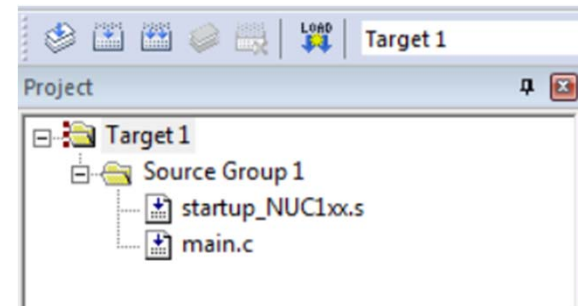 LOAD
Target 1
Project
Target 1
Source Group 1
startup_NUC1xx.s
main.c